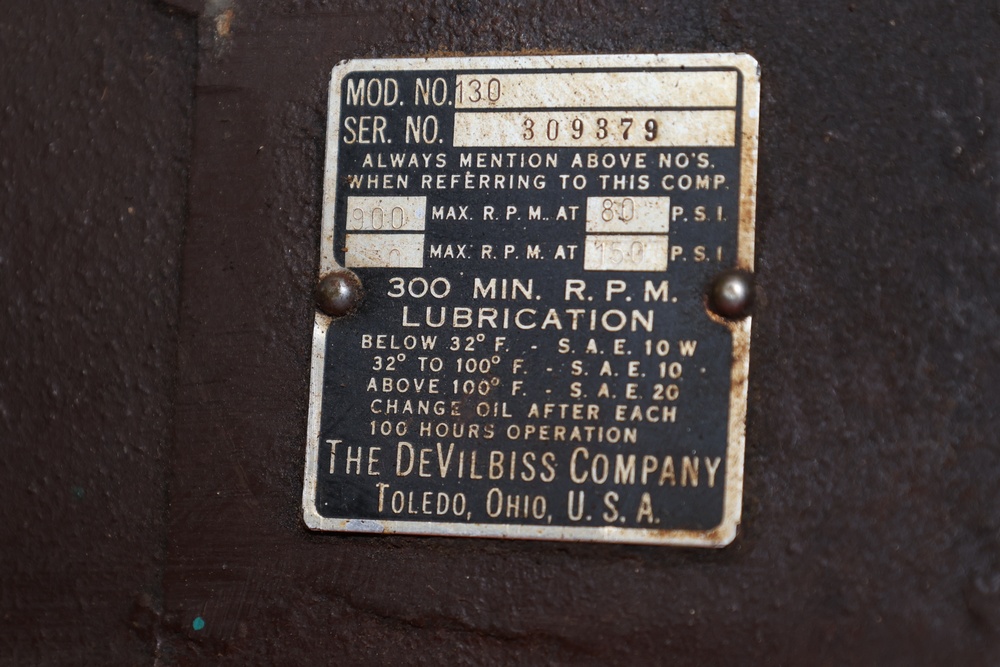 MOD. NO. 130
SER. NO. 309379
ALWAYS MENTION ABOVE NO'S.
WHEN REFERRING TO THIS COMP.
900 MAX. R. P. M. AT 80 P. S. I.
MAX. R. P. M. AT 150 P. S. I.
300 MIN. R. P. M.
LUBRICATION
BELOW 32° F. - S. A. E. 10 W
32° TO 100° F. - S. A. E. 10
ABOVE 100° F. - S. A. E. 20
CHANGE OIL AFTER EACH
100 HOURS OPERATION
THE DEVILBISS COMPANY
TOLEDO, OHIO, U. S. A.